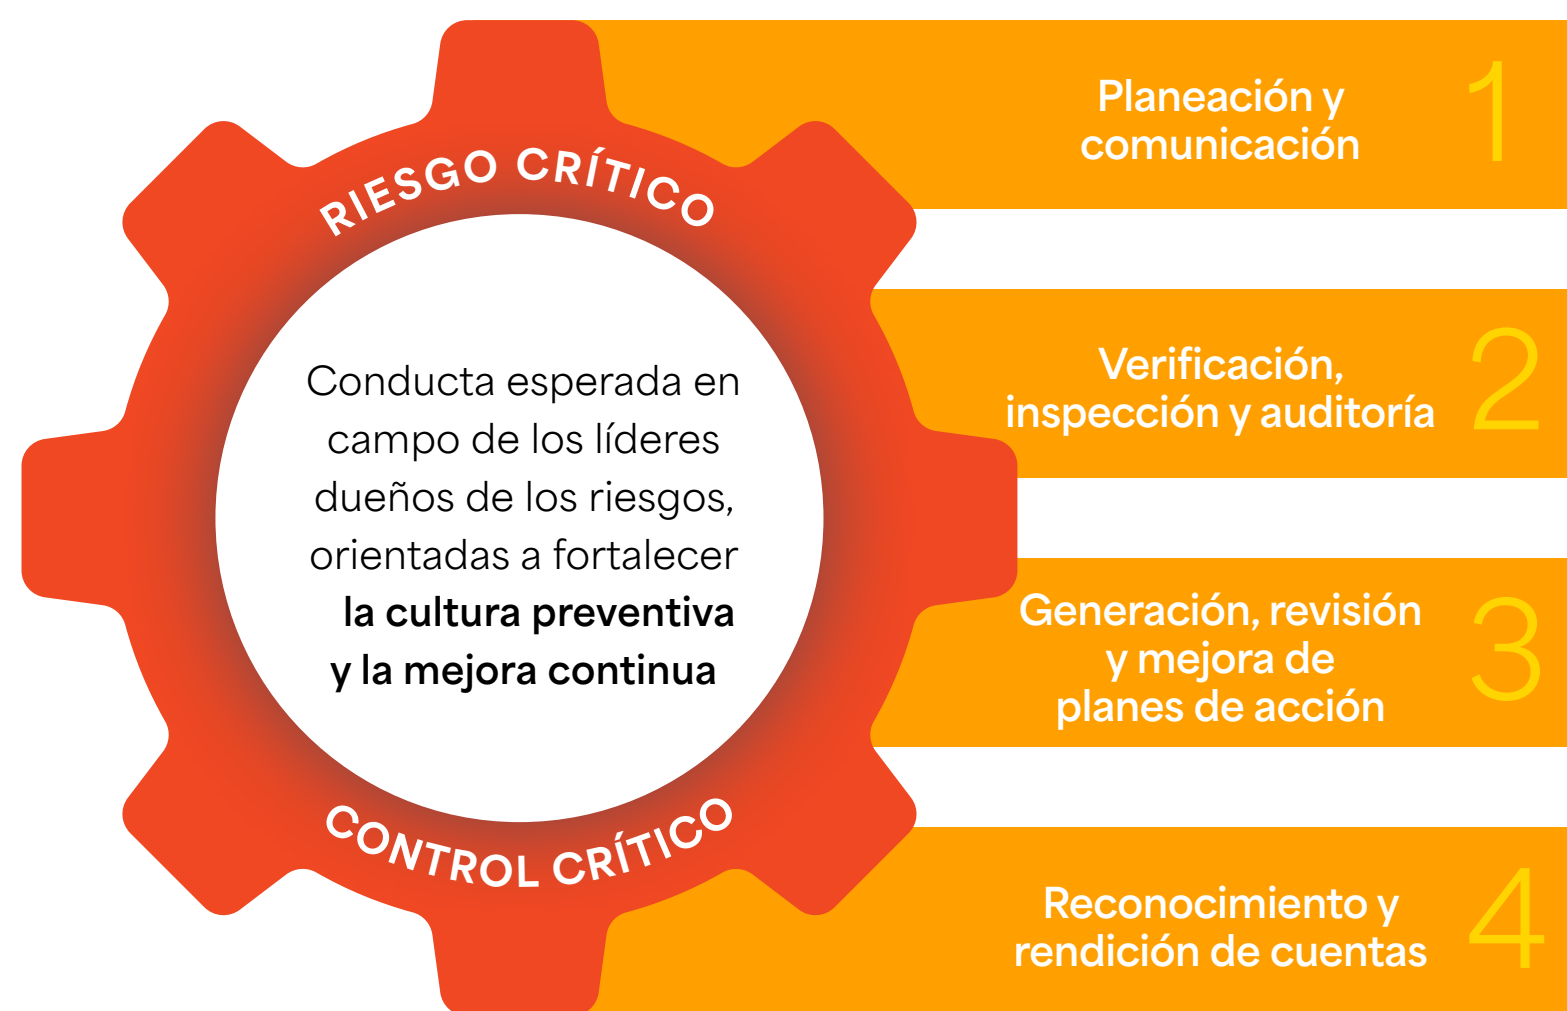 RIESGO CRÍTICO
Conducta esperada en
campo de los líderes
dueños de los riesgos,
orientadas a fortalecer
la cultura preventiva
y la mejora continua
CONTROL CRÍTICO
Planeación y
comunicación
1
Verificación,
inspección y auditoría
2
Generación, revisión
y mejora de
planes de acción
3
Reconocimiento y
rendición de cuentas
4